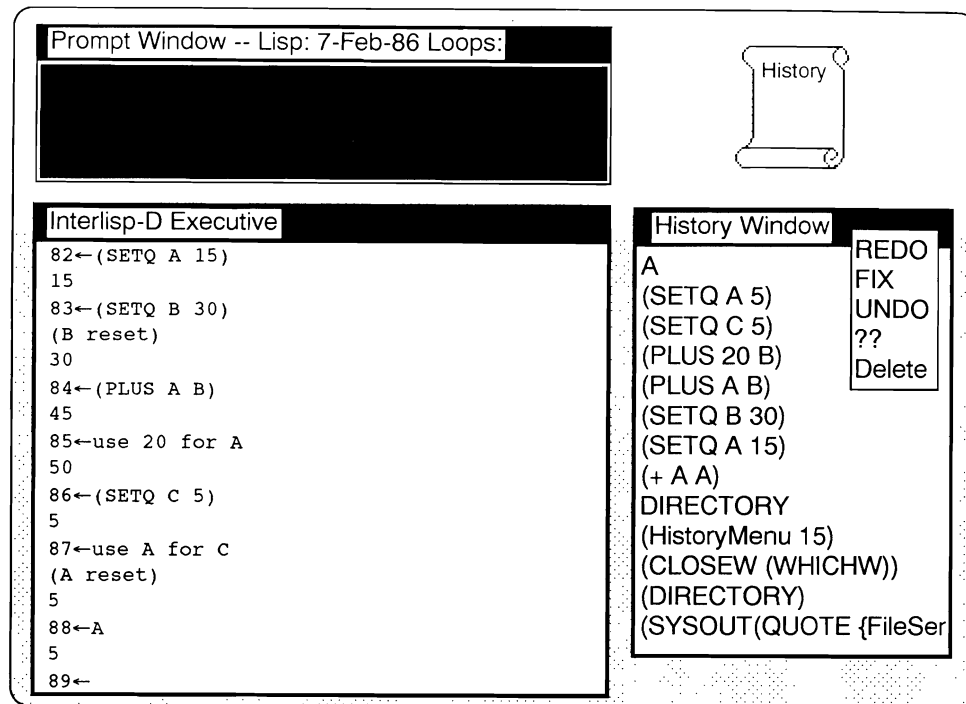 Prompt Window -- Lisp: 7-Feb-86 Loops:
History
Interlisp-D Executive
82←(SETQ A 15)
15
83←(SETQ B 30)
(B reset)
30
84←(PLUS A B)
45
85←use 20 for A
50
86←(SETQ C 5)
5
87←use A for C
(A reset)
5
88←A
5
89←
History Window
A
(SETQ A 5)
(SETQ C 5)
(PLUS 20 B)
(PLUS A B)
(SETQ B 30)
(SETQ A 15)
(+ A A)
DIRECTORY
(HistoryMenu 15)
(CLOSEW (WHICHW))
(DIRECTORY)
(SYSOUT(QUOTE {FileSer
REDO
FIX
UNDO
??
Delete